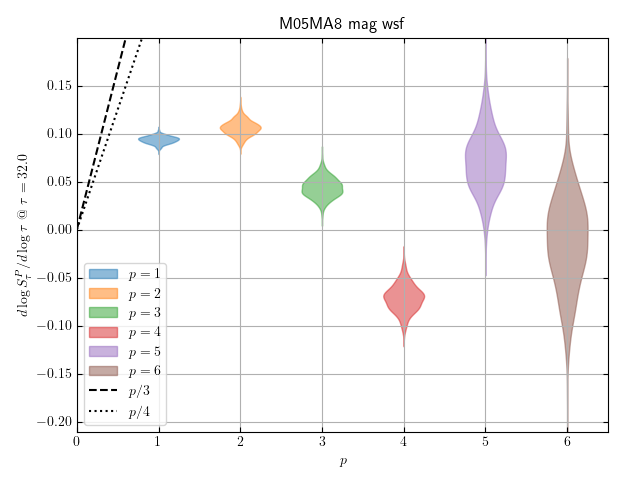 M05MA8 mag wsf
d log S_τ^P / d log τ @ τ = 32.0
0.15
0.10
0.05
0.00
−0.05
−0.10
−0.15
−0.20
p = 1
p = 2
p = 3
p = 4
p = 5
p = 6
p/3
p/4
0 1 2 3 4 5 6
p